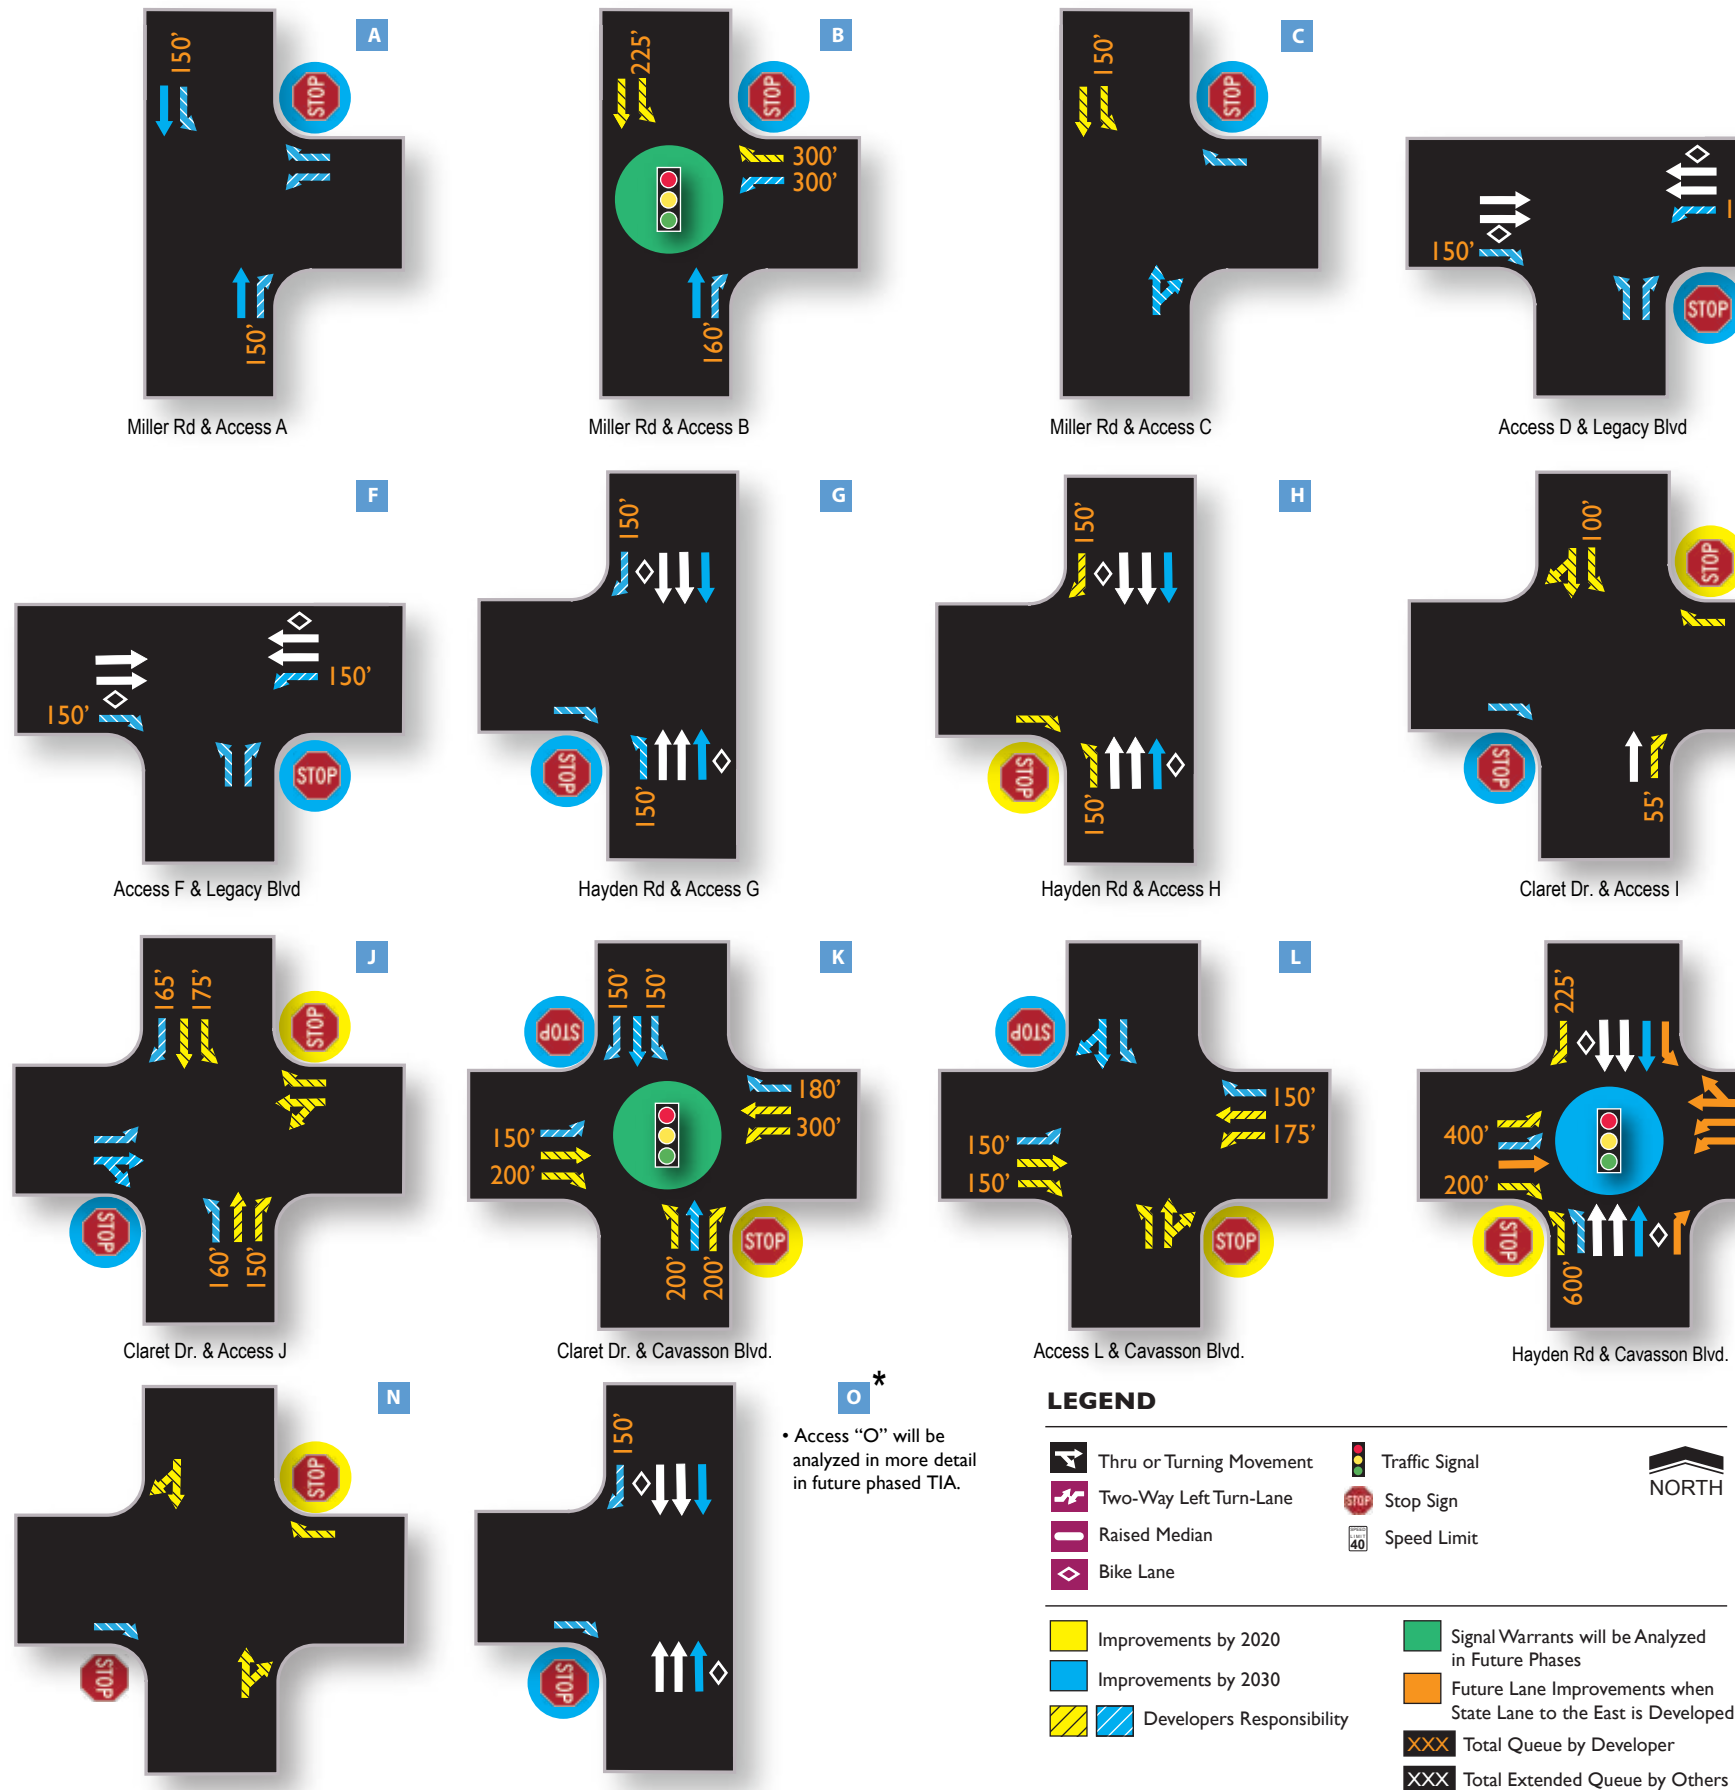 A
150'
STOP
150'
Miller Rd & Access A
B
225'
STOP
300'
300'
160'
Miller Rd & Access B
C
150'
STOP
Miller Rd & Access C
150'
STOP
Access D & Legacy Blvd
F
150'
150'
STOP
Access F & Legacy Blvd
G
150'
STOP
150'
Hayden Rd & Access G
H
150'
STOP
150'
Hayden Rd & Access H
100'
STOP
STOP
55'
Claret Dr. & Access I
J
165'
175'
STOP
STOP
160'
150'
Claret Dr. & Access J
K
150'
150'
STOP
180'
300'
150'
200'
STOP
200'
200'
Claret Dr. & Cavasson Blvd.
L
STOP
150'
175'
150'
150'
STOP
Access L & Cavasson Blvd.
225'
400'
200'
STOP
600'
Hayden Rd & Cavasson Blvd.
N
STOP
STOP
O*
150'
STOP
• Access “O” will be
analyzed in more detail
in future phased TIA.
LEGEND
Thru or Turning Movement
Two-Way Left Turn-Lane
Raised Median
Bike Lane
Traffic Signal
STOP
Stop Sign
SPEED
LIMIT
40
Speed Limit
NORTH
Improvements by 2020
Improvements by 2030
Developers Responsibility
Signal Warrants will be Analyzed
in Future Phases
Future Lane Improvements when
State Lane to the East is Developed
XXX Total Queue by Developer
XXX Total Extended Queue by Others